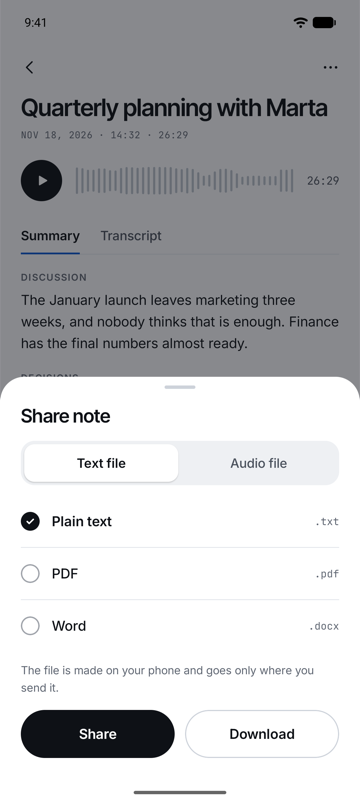 9:41
Quarterly planning with Marta
NOV 18, 2026 · 14:32 · 26:29
26:29
Summary Transcript
DISCUSSION
The January launch leaves marketing three
weeks, and nobody thinks that is enough. Finance
has the final numbers almost ready.
DECISIONS
Share note
Text file Audio file
Plain text .txt
PDF .pdf
Word .docx
The file is made on your phone and goes only where you
send it.
Share Download